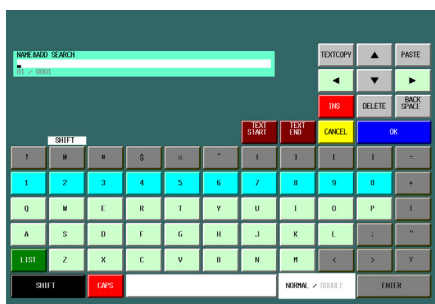 NAME&ADD SEARCH
01 / 0001
TEXTCOPY ▲ PASTE
◄ ▼ ►
INS DELETE BACK SPACE
TEXT START TEXT END CANCEL OK
SHIFT
! # $ ^ ( ) [ ] =
1 2 3 4 5 6 7 8 9 0
Q W E R T Y U I O P
A S D F G H J K L ; "
LIST Z X C V B N M < > ?
SHIFT CAPS NORMAL / DOUBLE ENTER